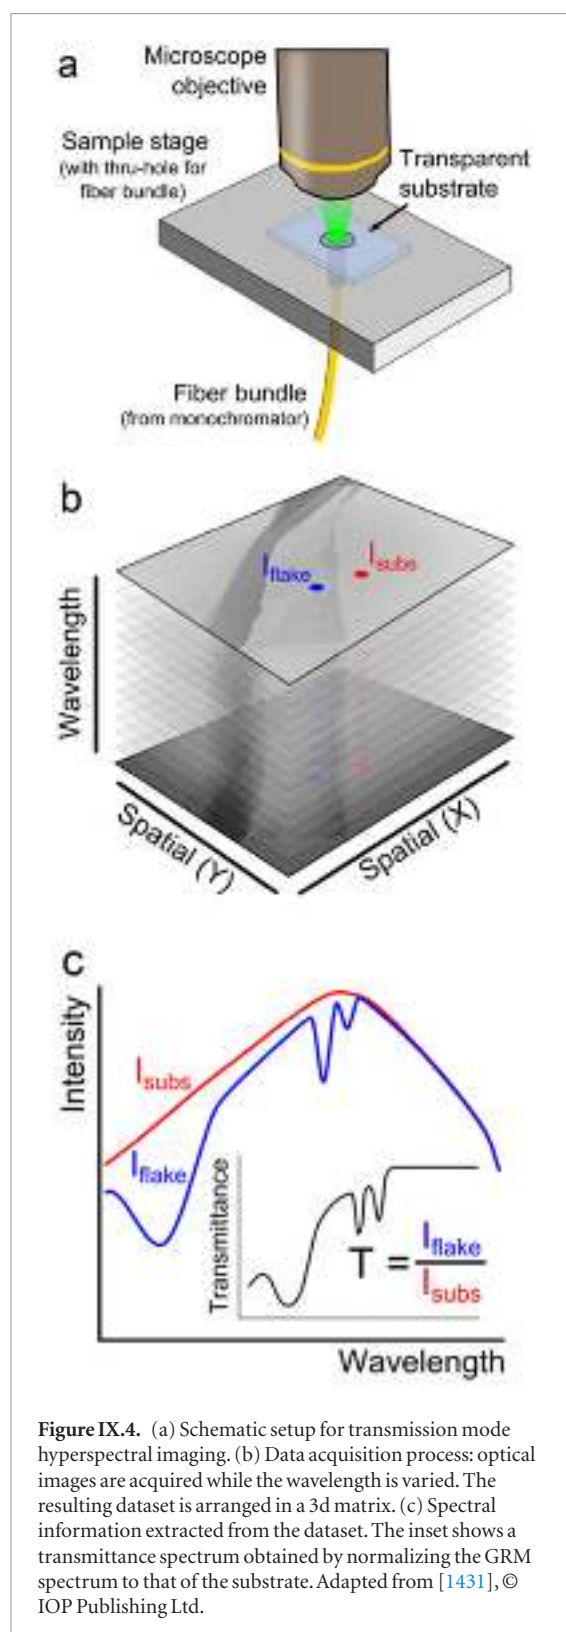 a
Microscope
objective
Sample stage
(with thru-hole for
fiber bundle)
Transparent
substrate
Fiber bundle
(from monochromator)
b
Iflake
Isubs
Wavelength
Spatial (Y)
Spatial (X)
c
Intensity
Isubs
Iflake
Transmittance
T = Iflake
Isubs
Wavelength
Figure IX.4. (a) Schematic setup for transmission mode
hyperspectral imaging. (b) Data acquisition process: optical
images are acquired while the wavelength is varied. The
resulting dataset is arranged in a 3d matrix. (c) Spectral
information extracted from the dataset. The inset shows a
transmittance spectrum obtained by normalizing the GRM
spectrum to that of the substrate. Adapted from [1431], ©
IOP Publishing Ltd.